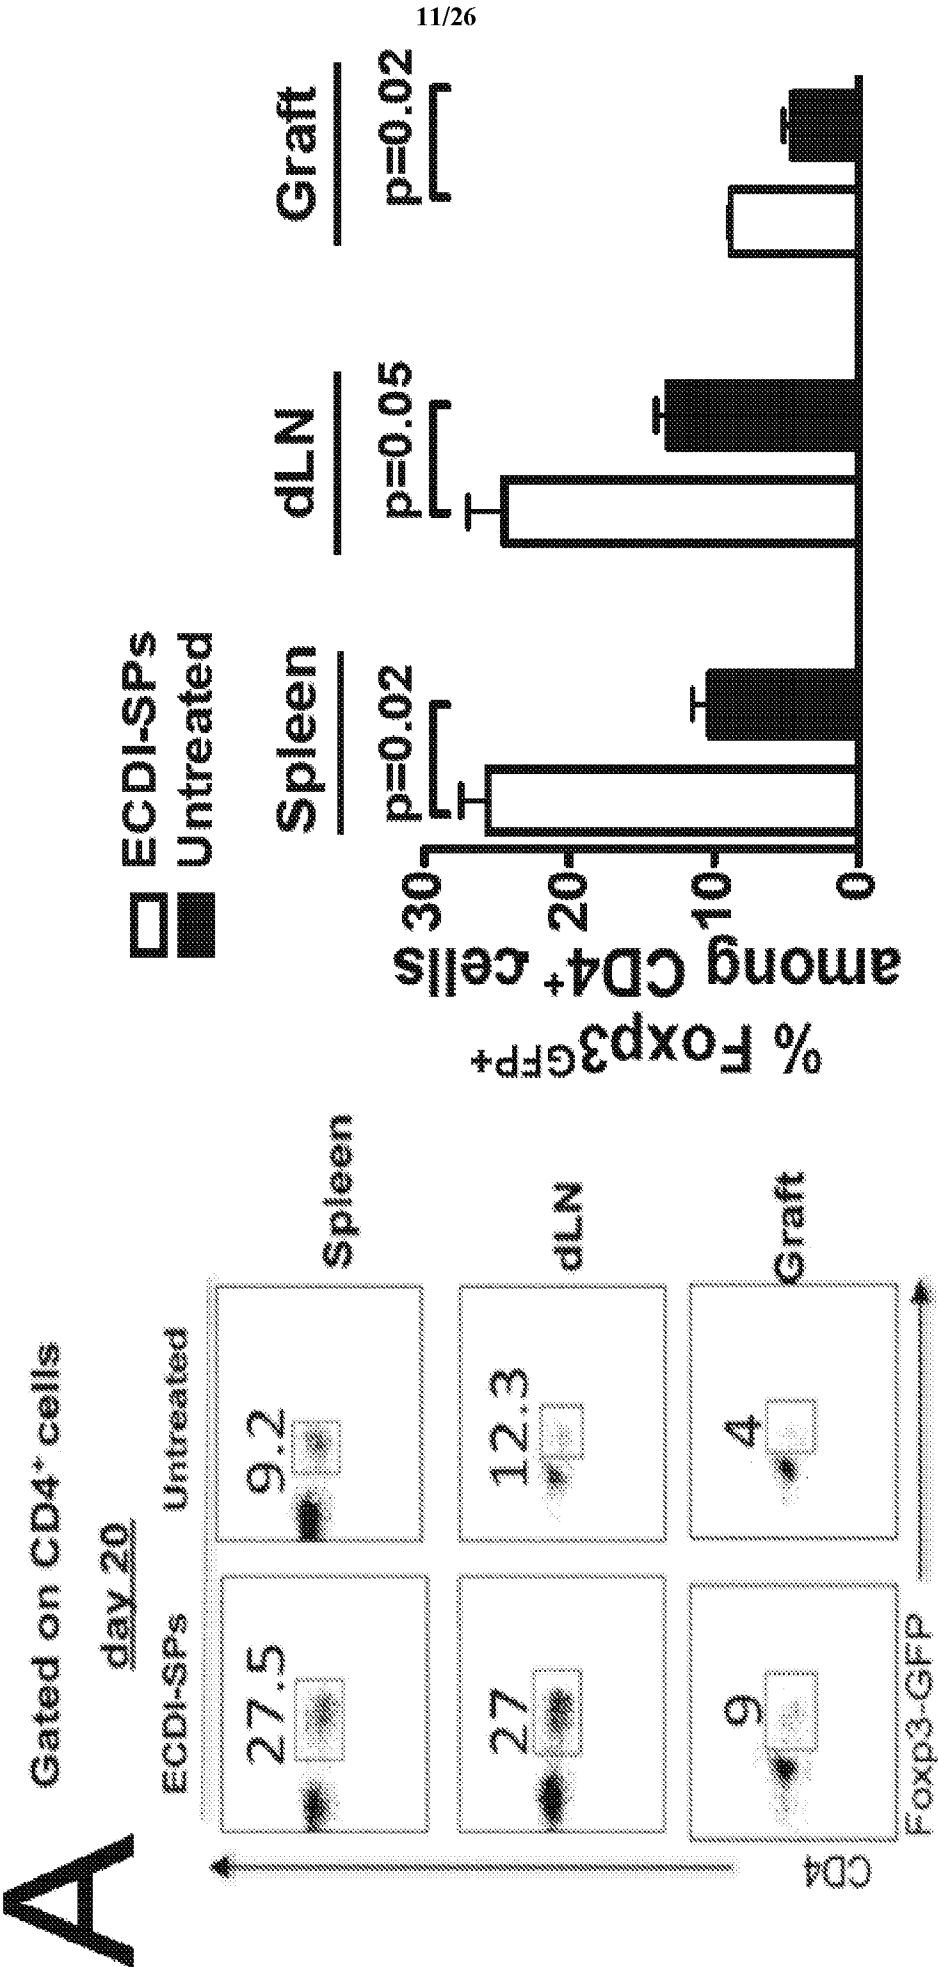 11/26
A
Gated on CD4⁺ cells
day 20
ECDI-SPs Untreated
27.5 9.2 Spleen
27 12.3 dLN
9 4 Graft
CD4
Foxp3-GFP
ECDI-SPs
Untreated
Spleen dLN Graft
p=0.02 p=0.05 p=0.02
% Foxp3GFP+
among CD4⁺ cells
30
20
10
0